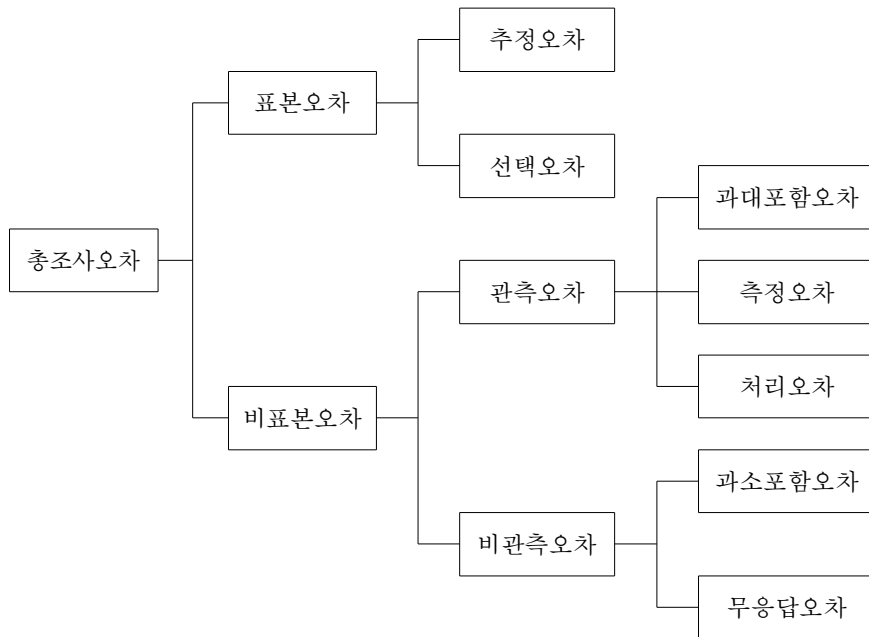 추정오차
표본오차
선택오차
과대포함오차
총조사오차
관측오차
측정오차
처리오차
비표본오차
과소포함오차
비관측오차
무응답오차